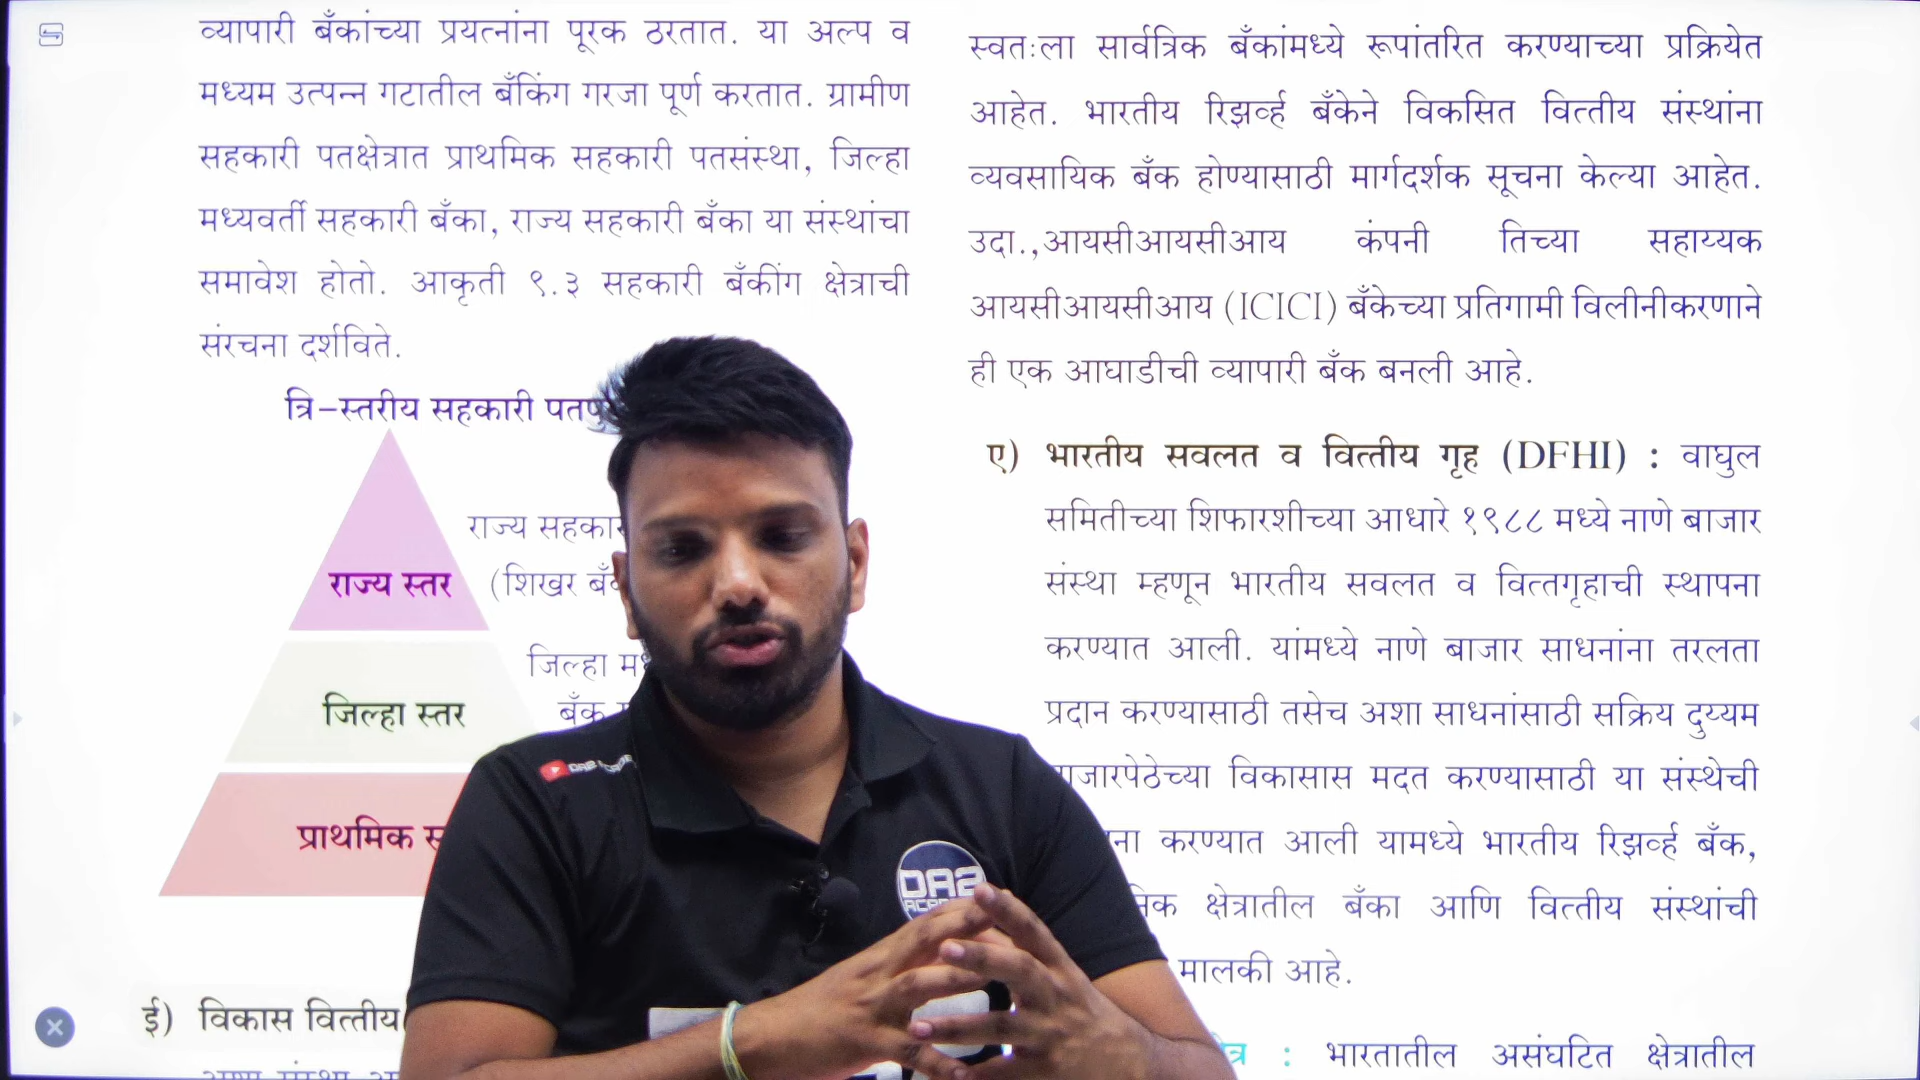 व्यापारी बँकांच्या प्रयत्नांना पूरक ठरतात. या अल्प व
मध्यम उत्पन्न गटातील बँकिंग गरजा पूर्ण करतात. ग्रामीण
सहकारी पतक्षेत्रात प्राथमिक सहकारी पतसंस्था, जिल्हा
मध्यवर्ती सहकारी बँका, राज्य सहकारी बँका या संस्थांचा
समावेश होतो. आकृती ९.३ सहकारी बँकींग क्षेत्राची
संरचना दर्शविते.
त्रि-स्तरीय सहकारी
राज्य
राज्य स्तर (शिखर
जिल्हा
जिल्हा स्तर बँक
प्राथमिक
ई) विकास वित्तीय
स्वतःला सार्वत्रिक बँकांमध्ये रूपांतरित करण्याच्या प्रक्रियेत
आहेत. भारतीय रिझर्व्ह बँकेने विकसित वित्तीय संस्थांना
व्यवसायिक बँक होण्यासाठी मार्गदर्शक सूचना केल्या आहेत.
उदा.,आयसीआयसीआय कंपनी तिच्या सहाय्यक
आयसीआयसीआय (ICICI) बँकेच्या प्रतिगामी विलीनीकरणाने
ही एक आघाडीची व्यापारी बँक बनली आहे.
ए) भारतीय सवलत व वित्तीय गृह (DFHI) : वाघुल
समितीच्या शिफारशीच्या आधारे १९८८ मध्ये नाणे बाजार
संस्था म्हणून भारतीय सवलत व वित्तगृहाची स्थापना
करण्यात आली. यांमध्ये नाणे बाजार साधनांना तरलता
प्रदान करण्यासाठी तसेच अशा साधनांसाठी सक्रिय दुय्यम
विकासास मदत करण्यासाठी या संस्थेची
करण्यात आली यामध्ये भारतीय रिझर्व्ह बँक,
क्षेत्रातील बँका आणि वित्तीय संस्थांची
मालकी आहे.
: भारतातील असंघटित क्षेत्रातील
DA2